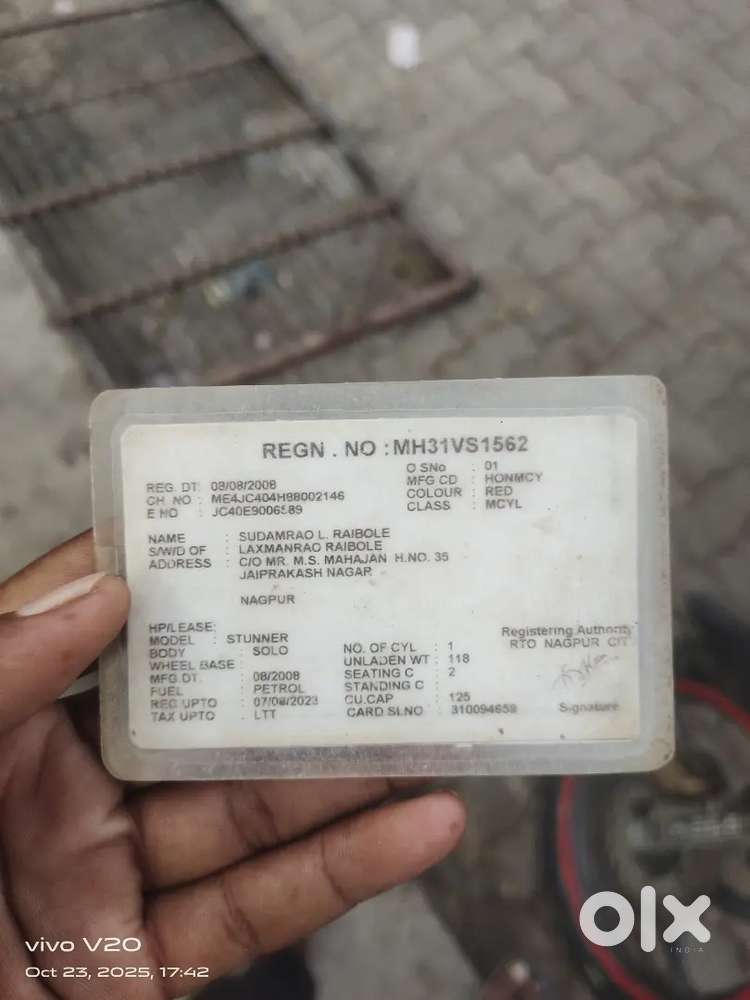 REGN . NO : MH31VS1562
REG. DT: 08/08/2008
O SNo : 01
CH NO : ME4JC404H88002146
MFG CD : HONMCY
E NO : JC40E9006589
COLOUR : RED
CLASS : MCYL
NAME : SUDAMRAO L. RAIBOLE
S/W/D OF : LAXMANRAO RAIBOLE
ADDRESS : C/O MR. M.S. MAHAJAN H.NO. 35
JAIPRAKASH NAGAR
NAGPUR
HP/LEASE:
MODEL : STUNNER
BODY : SOLO
WHEEL BASE :
MFG.DT. : 08/2008
FUEL : PETROL
REG UPTO : 07/08/2023
TAX UPTO : LTT
NO. OF CYL : 1
UNLADEN WT : 118
SEATING C : 2
STANDING C :
CU.CAP : 125
CARD SI.NO : 310094659
Registering Authority
RTO NAGPUR CITY
Signature
vivo V20
Oct 23, 2025, 17:42
olx
INDIA